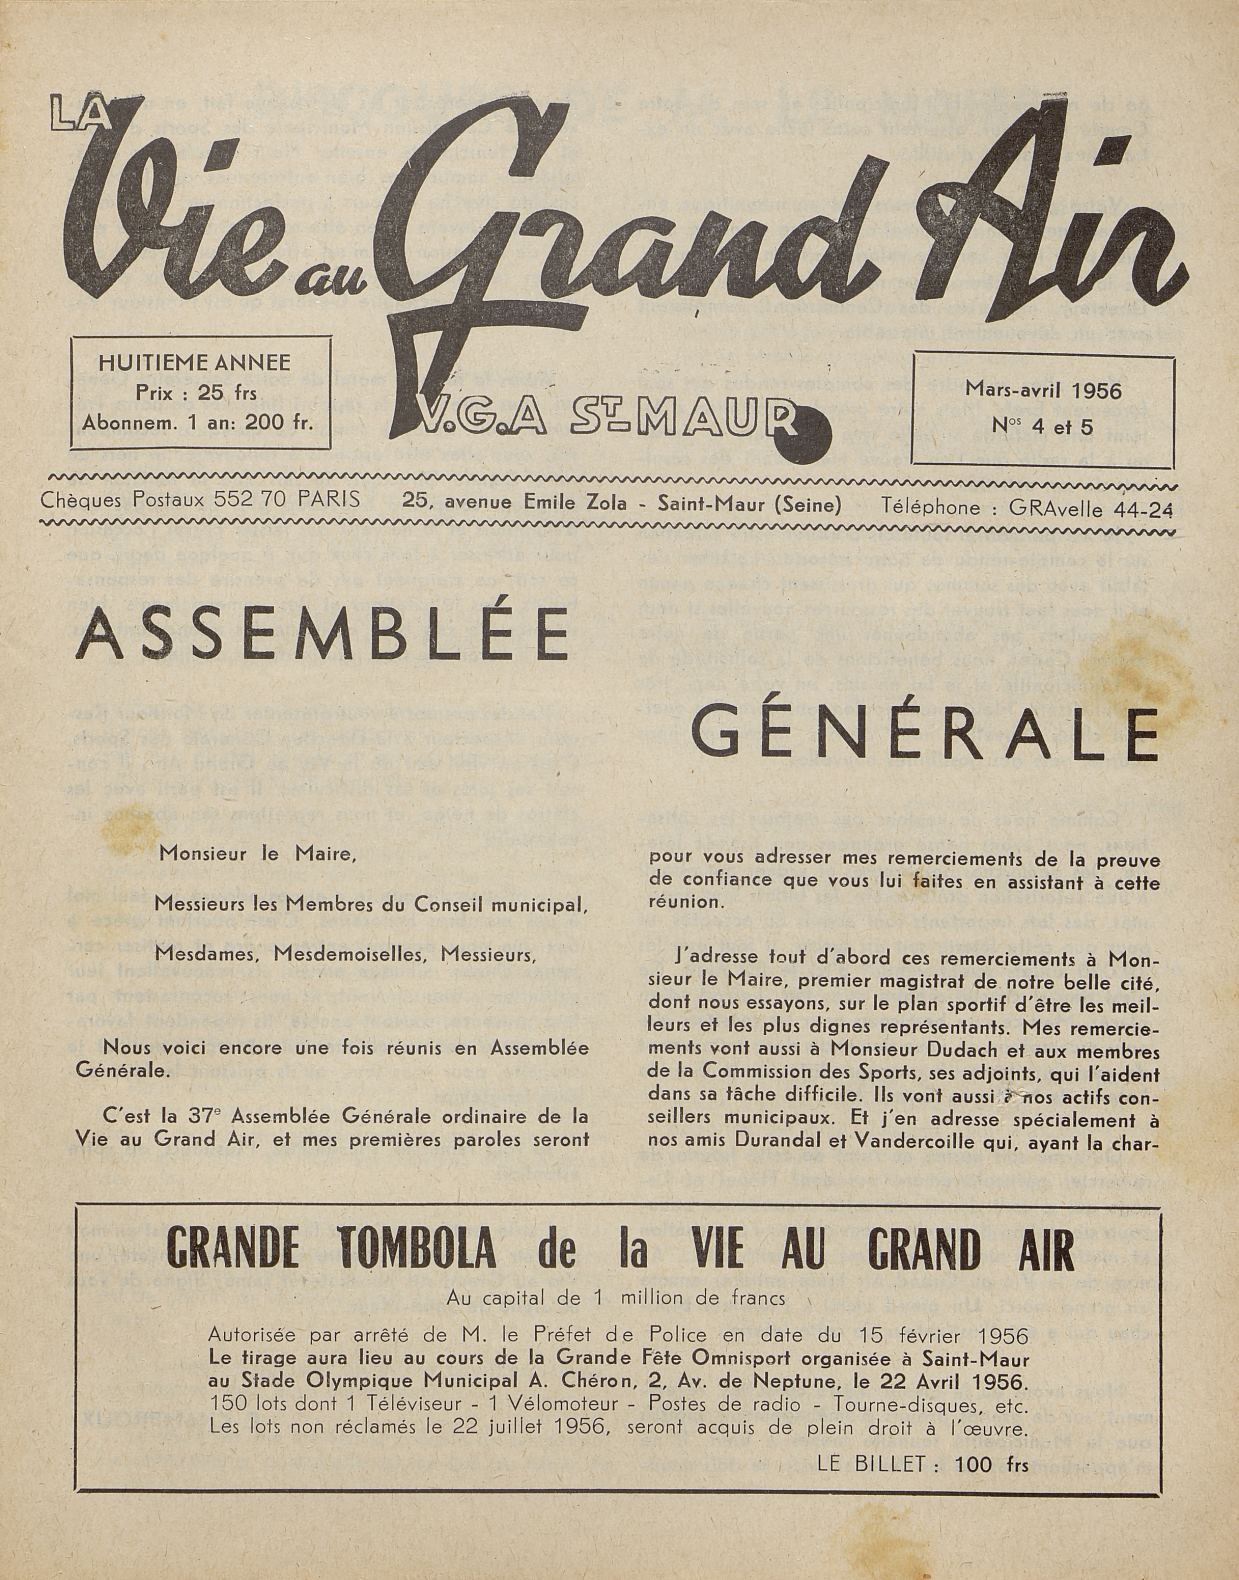 LA
Vie au Grand Air
V.G.A ST MAUR
HUITIEME ANNEE
Prix : 25 frs
Abonnem. 1 an: 200 fr.
Mars-avril 1956
Nos 4 et 5
Chèques Postaux 552 70 PARIS 25, avenue Emile Zola - Saint-Maur (Seine) Téléphone : GRAvelle 44-24
ASSEMBLÉE
GÉNÉRALE
Monsieur le Maire,
Messieurs les Membres du Conseil municipal,
Mesdames, Mesdemoiselles, Messieurs,
Nous voici encore une fois réunis en Assemblée
Générale.
C'est la 37e Assemblée Générale ordinaire de la
Vie au Grand Air, et mes premières paroles seront
pour vous adresser mes remerciements de la preuve
de confiance que vous lui faites en assistant à cette
réunion.
J'adresse tout d'abord ces remerciements à Mon-
sieur le Maire, premier magistrat de notre belle cité,
dont nous essayons, sur le plan sportif d'être les meil-
leurs et les plus dignes représentants. Mes remercie-
ments vont aussi à Monsieur Dudach et aux membres
de la Commission des Sports, ses adjoints, qui l'aident
dans sa tâche difficile. Ils vont aussi à nos actifs con-
seillers municipaux. Et j'en adresse spécialement à
nos amis Durandal et Vandercoille qui, ayant la char-
GRANDE TOMBOLA de la VIE AU GRAND AIR
Au capital de 1 million de francs
Autorisée par arrêté de M. le Préfet de Police en date du 15 février 1956
Le tirage aura lieu au cours de la Grande Fête Omnisport organisée à Saint-Maur
au Stade Olympique Municipal A. Chéron, 2, Av. de Neptune, le 22 Avril 1956.
150 lots dont 1 Téléviseur - 1 Vélomoteur - Postes de radio - Tourne-disques, etc.
Les lots non réclamés le 22 juillet 1956, seront acquis de plein droit à l'œuvre.
LE BILLET : 100 frs